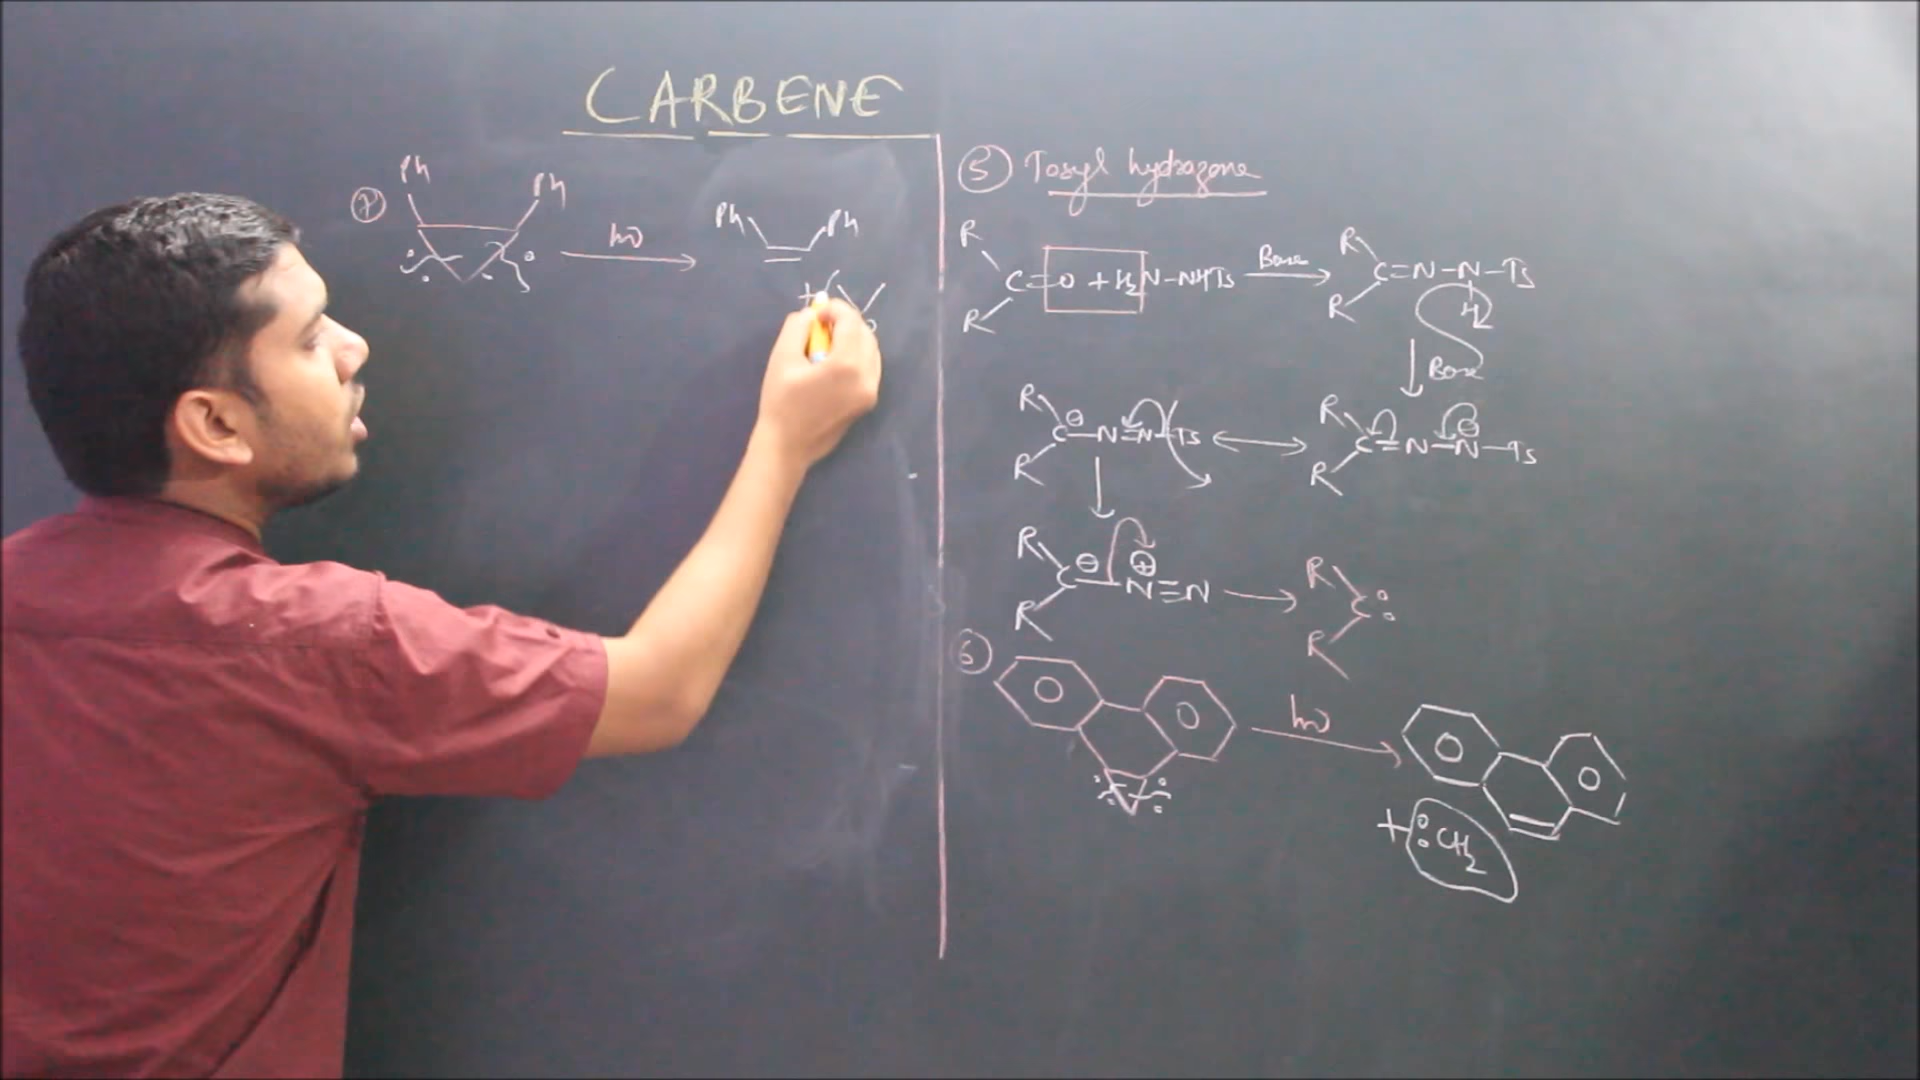 CARBENE
7 Ph Ph hν Ph Ph
+
5 Tosyl hydrazone
R R C=O + H2N-NHTs Base R R C=N-N-Ts
H
Base
R R C⊖-N=N-Ts ↔ R R C=N-N⊖-Ts
R R C⊖-N⊕≡N → R R C:
6 hν
+ :CH2